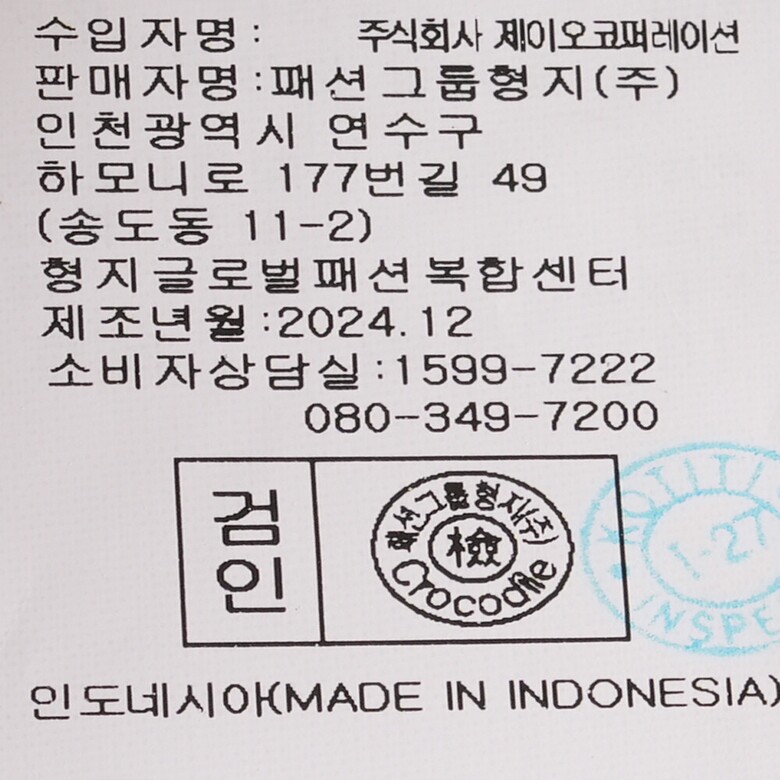 수입자명: 주식회사 제이오코퍼레이션
판매자명:패션그룹형지(주)
인천광역시 연수구
하모니로 177번길 49
(송도동 11-2)
형지글로벌패션복합센터
제조년월:2024.12
소비자상담실:1599-7222
080-349-7200
검인
패션그룹형지(주)
檢
Crocodile
KOTITI
1-27
INSPE
인도네시아(MADE IN INDONESIA)